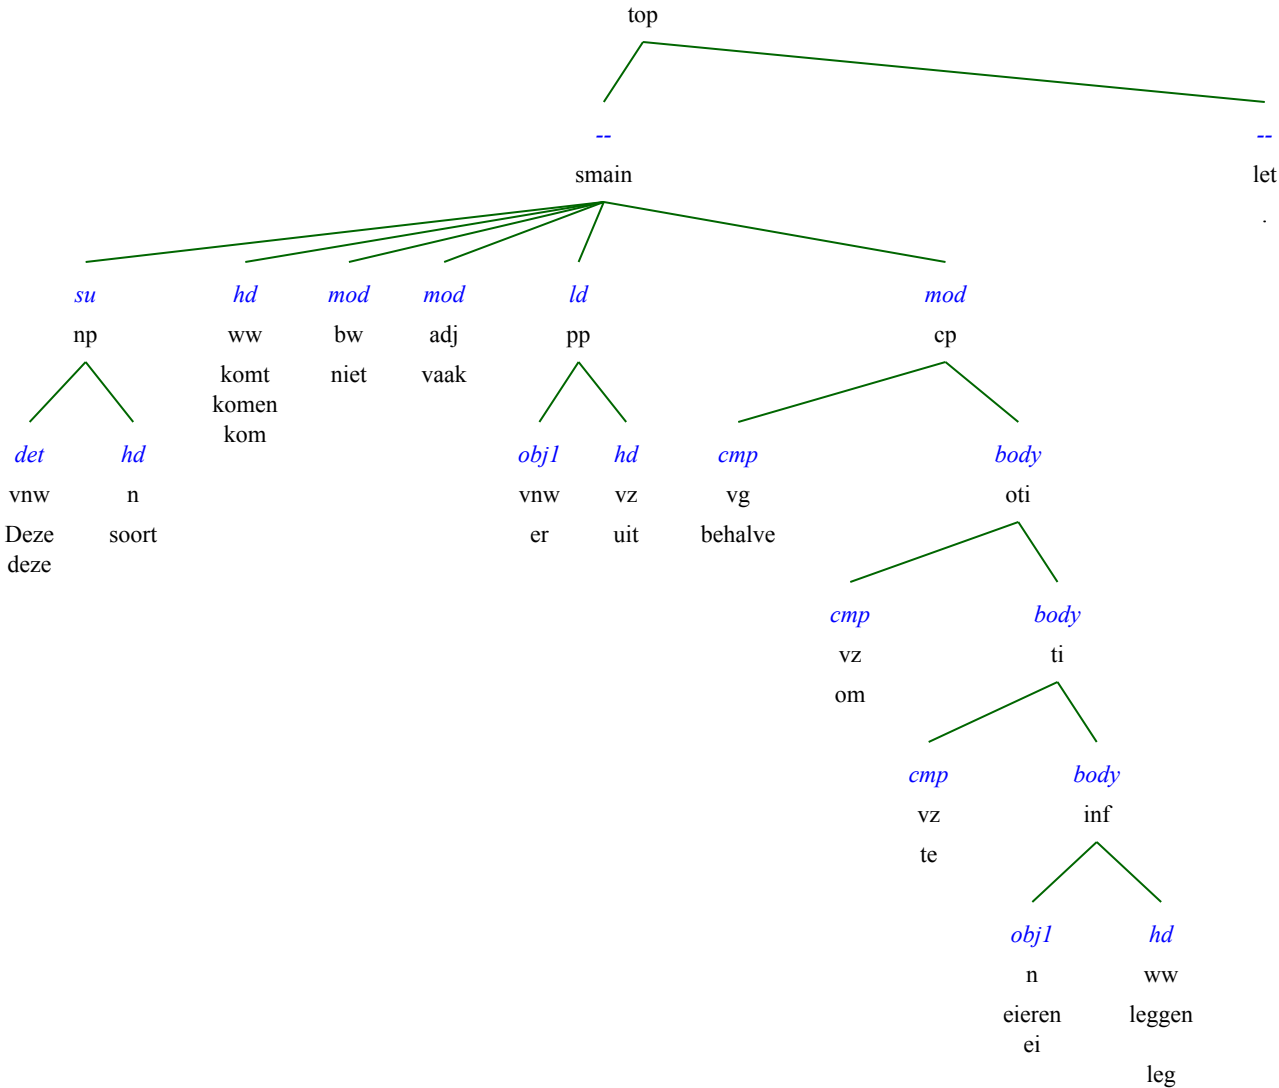 top
-- --
smain let
.
su hd mod mod ld mod
np ww bw adj pp cp
komt niet vaak
komen
kom
det hd obj1 hd cmp body
vnw n vnw vz vg oti
Deze soort er uit behalve
deze
cmp body
vz ti
om
cmp body
vz inf
te
obj1 hd
n ww
eieren leggen
ei
leg